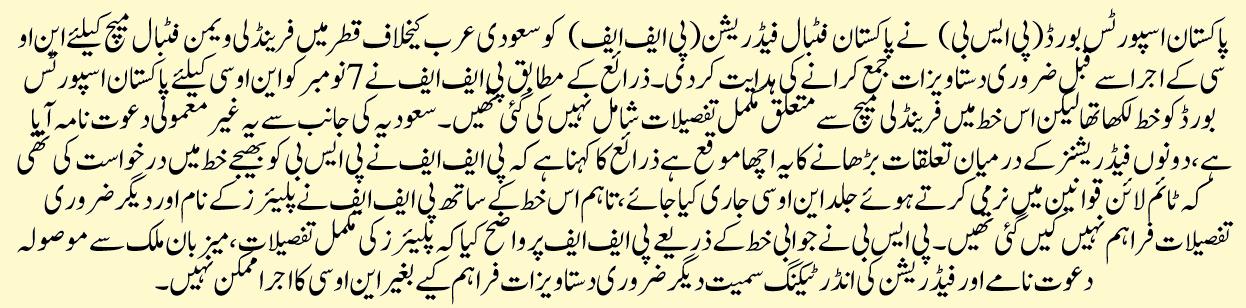 پاکستان اسپورٹس بورڈ (پی ایس بی) نے پاکستان فٹبال فیڈریشن (پی ایف ایف) کو سعودی عرب کیخلاف قطر میں فرینڈلی ویمن فٹبال میچ کیلئے این او
سی کے اجرا سے قبل ضروری دستاویزات جمع کرانے کی ہدایت کر دی۔ ذرائع کے مطابق پی ایف ایف نے 7 نومبر کو این او سی کیلئے پاکستان اسپورٹس
بورڈ کو خط لکھا تھا لیکن اس خط میں فرینڈلی میچ سے متعلق مکمل تفصیلات شامل نہیں کی گئی تھیں۔ سعودیہ کی جانب سے یہ غیر معمولی دعوت نامہ آیا
ہے، دونوں فیڈریشنز کے درمیان تعلقات بڑھانے کا یہ اچھا موقع ہے ذرائع کا کہنا ہے کہ پی ایف ایف نے پی ایس بی کو بھیجے خط میں درخواست کی تھی
کہ ٹائم لائن قوانین میں نرمی کرتے ہوئے جلد این او سی جاری کیا جائے، تاہم اس خط کے ساتھ پی ایف ایف نے پلیئرز کے نام اور دیگر ضروری
تفصیلات فراہم نہیں کیں گئی تھیں۔ پی ایس بی نے جوابی خط کے ذریعے پی ایف ایف پر واضح کیا کہ پلیئرز کی مکمل تفصیلات، میزبان ملک سے موصولہ
دعوت نامے اور فیڈریشن کی انڈرٹیکنگ سمیت دیگر ضروری دستاویزات فراہم کیے بغیر این او سی کا اجرا ممکن نہیں۔